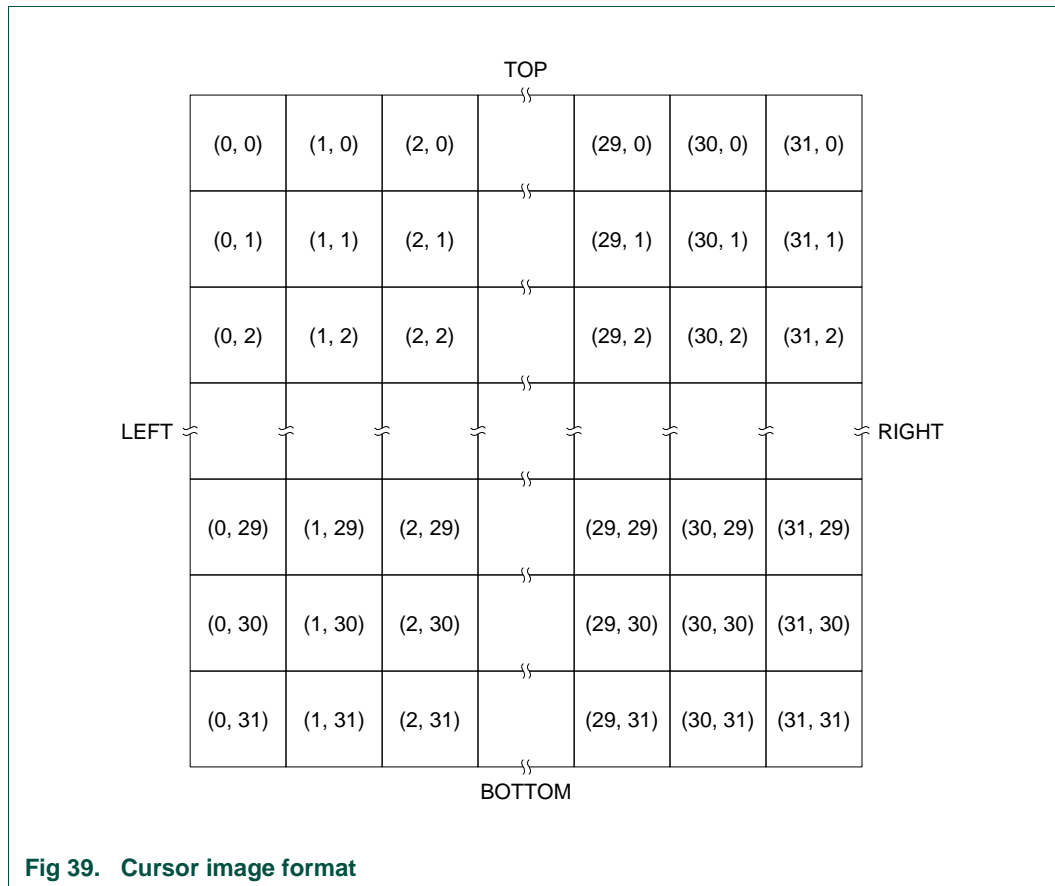 TOP
(0, 0) (1, 0) (2, 0) (29, 0) (30, 0) (31, 0)
(0, 1) (1, 1) (2, 1) (29, 1) (30, 1) (31, 1)
(0, 2) (1, 2) (2, 2) (29, 2) (30, 2) (31, 2)
LEFT RIGHT
(0, 29) (1, 29) (2, 29) (29, 29) (30, 29) (31, 29)
(0, 30) (1, 30) (2, 30) (29, 30) (30, 30) (31, 30)
(0, 31) (1, 31) (2, 31) (29, 31) (30, 31) (31, 31)
BOTTOM
Fig 39. Cursor image format